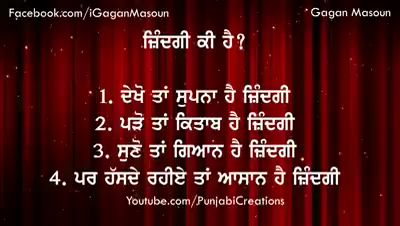 Facebook.com/iGaganMasoun
Gagan Masoun
ਜ਼ਿੰਦਗੀ ਕੀ ਹੈ?
1. ਦੇਖੋ ਤਾਂ ਸੁਪਨਾ ਹੈ ਜ਼ਿੰਦਗੀ
2. ਪੜੋ ਤਾਂ ਕਿਤਾਬ ਹੈ ਜ਼ਿੰਦਗੀ
3. ਸੁਣੋ ਤਾਂ ਗਿਆਨ ਹੈ ਜ਼ਿੰਦਗੀ
4. ਪਰ ਹੱਸਦੇ ਰਹੀਏ ਤਾਂ ਆਸਾਨ ਹੈ ਜ਼ਿੰਦਗੀ
Youtube.com/PunjabiCreations